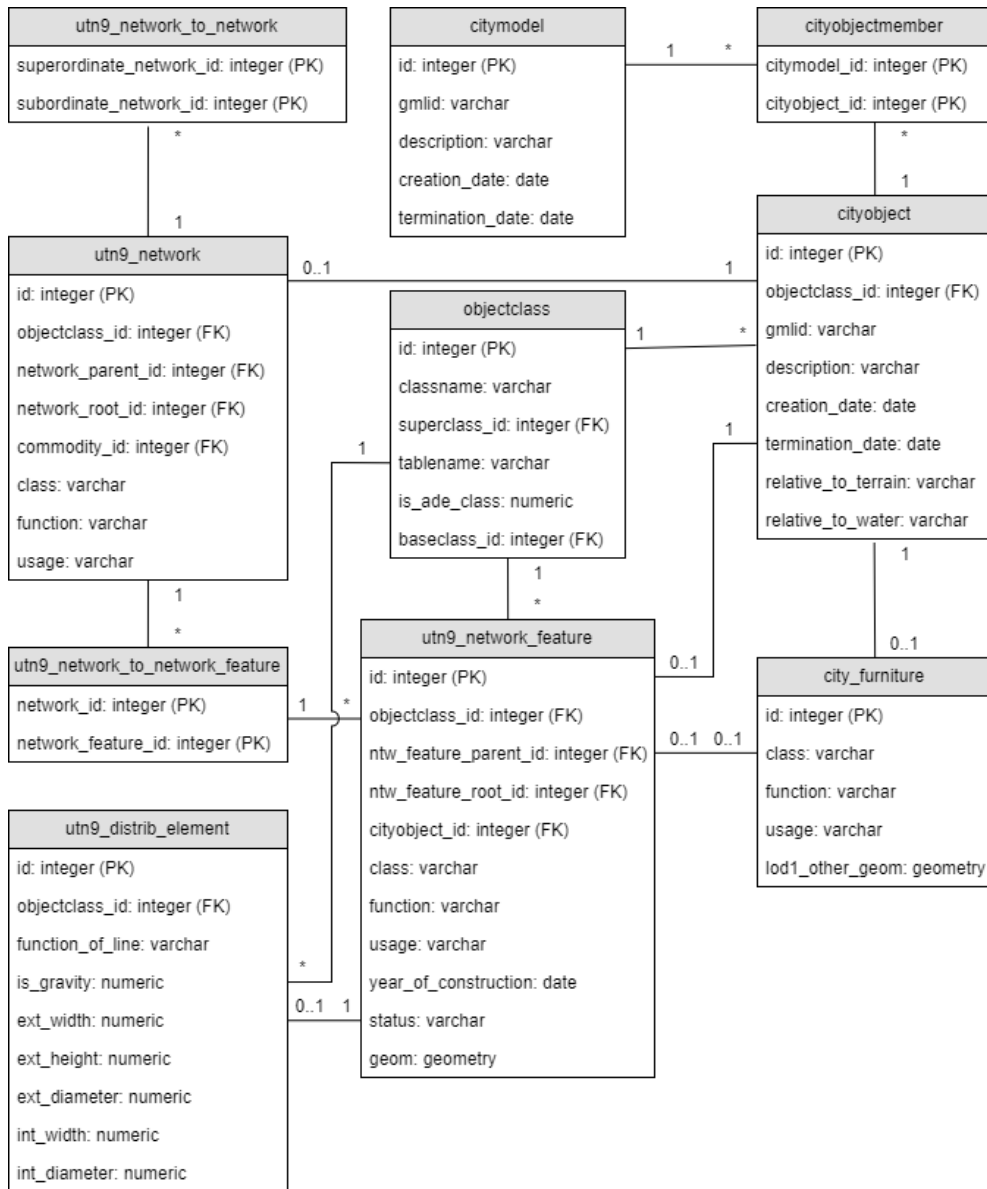 utn9_network_to_network
superordinate_network_id: integer (PK)
subordinate_network_id: integer (PK)
citymodel
id: integer (PK)
gmlid: varchar
description: varchar
creation_date: date
termination_date: date
cityobjectmember
citymodel_id: integer (PK)
cityobject_id: integer (PK)
1
*
*
1
*
1
utn9_network
id: integer (PK)
objectclass_id: integer (FK)
network_parent_id: integer (FK)
network_root_id: integer (FK)
commodity_id: integer (FK)
class: varchar
function: varchar
usage: varchar
0..1
1
objectclass
id: integer (PK)
classname: varchar
superclass_id: integer (FK)
tablename: varchar
is_ade_class: numeric
baseclass_id: integer (FK)
1
*
cityobject
id: integer (PK)
objectclass_id: integer (FK)
gmlid: varchar
description: varchar
creation_date: date
termination_date: date
relative_to_terrain: varchar
relative_to_water: varchar
1
1
1
*
1
*
1
0..1
utn9_network_to_network_feature
network_id: integer (PK)
network_feature_id: integer (PK)
1
*
utn9_network_feature
id: integer (PK)
objectclass_id: integer (FK)
ntw_feature_parent_id: integer (FK)
ntw_feature_root_id: integer (FK)
cityobject_id: integer (FK)
class: varchar
function: varchar
usage: varchar
year_of_construction: date
status: varchar
geom: geometry
0..1
0..1
0..1
city_furniture
id: integer (PK)
class: varchar
function: varchar
usage: varchar
lod1_other_geom: geometry
utn9_distrib_element
id: integer (PK)
objectclass_id: integer (FK)
function_of_line: varchar
is_gravity: numeric
ext_width: numeric
ext_height: numeric
ext_diameter: numeric
int_width: numeric
int_diameter: numeric
*
0..1
1